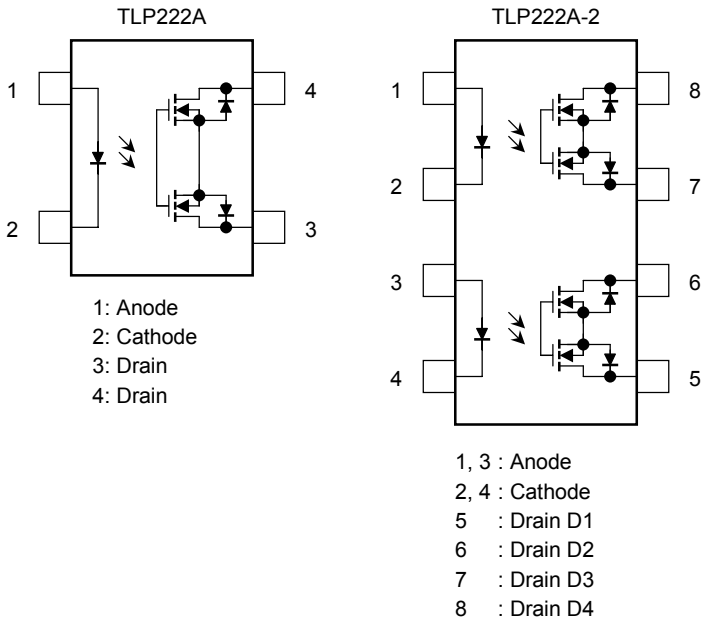 TLP222A
1
4
2
3
1: Anode
2: Cathode
3: Drain
4: Drain
TLP222A-2
1
8
2
7
3
6
4
5
1, 3 : Anode
2, 4 : Cathode
5 : Drain D1
6 : Drain D2
7 : Drain D3
8 : Drain D4